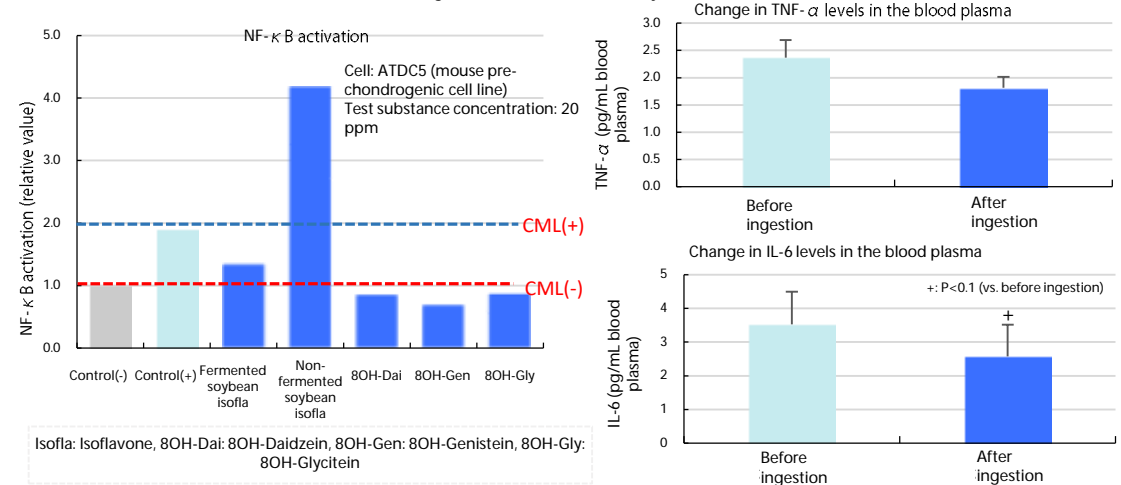 NF-κB activation
5.0
4.0
3.0
2.0
1.0
0.0
NF-κB activation (relative value)
Cell: ATDC5 (mouse pre-
chondrogenic cell line)
Test substance concentration: 20
ppm
CML(+)
CML(-)
Control(-)
Control(+)
Fermented
soybean
isofla
Non-
fermented
soybean
isofla
8OH-Dai
8OH-Gen
8OH-Gly
Isofla: Isoflavone, 8OH-Dai: 8OH-Daidzein, 8OH-Gen: 8OH-Genistein, 8OH-Gly:
8OH-Glycitein
Change in TNF-α levels in the blood plasma
3.0
2.5
2.0
1.5
1.0
0.5
0.0
TNF-α (pg/mL blood
plasma)
Before
ingestion
After
ingestion
Change in IL-6 levels in the blood plasma
5
4
3
2
1
0
IL-6 (pg/mL blood
plasma)
+: P<0.1 (vs. before ingestion)
+
Before
ingestion
After
ingestion